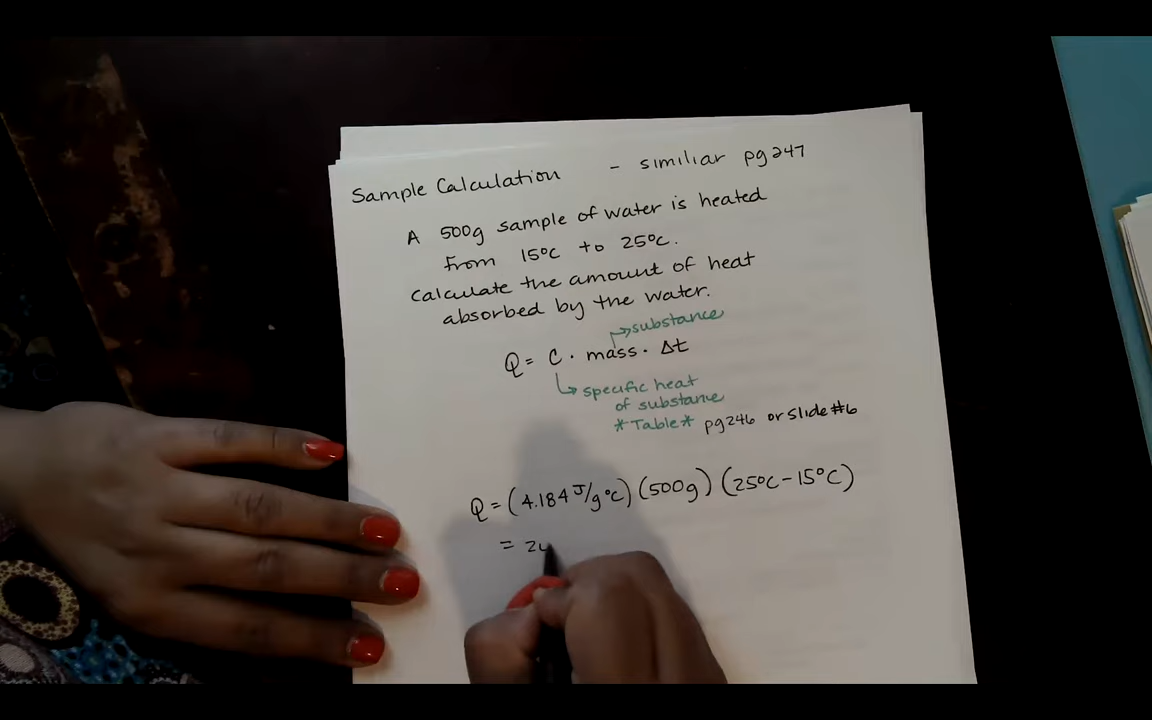 Sample Calculation - similiar pg 247
A 500g sample of water is heated
from 15°C to 25°C.
Calculate the amount of heat
absorbed by the water.
→substance
Q = C · mass · Δt
↳ specific heat
of substance
*Table* pg 246 or Slide #6
Q = (4.184 J/g°C) (500g) (25°C - 15°C)
= 2